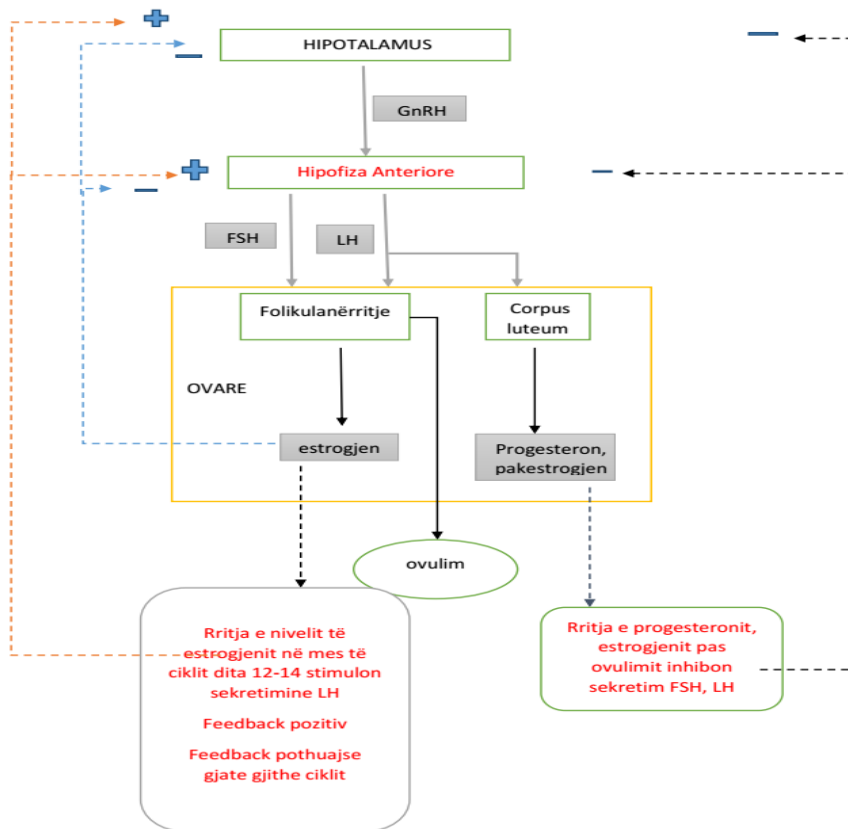 HIPOTALAMUS
GnRH
Hipofiza Anteriore
FSH
LH
Folikulanërritje
Corpus
luteum
OVARE
estrogjen
Progesteron,
pakestrogjen
ovulim
Rritja e nivelit të
estrogjenit në mes të
ciklit dita 12-14 stimulon
sekretimine LH
Feedback pozitiv
Feedback pothuajse
gjate gjithe ciklit
Rritja e progesteronit,
estrogjenit pas
ovulimit inhibon
sekretim FSH, LH